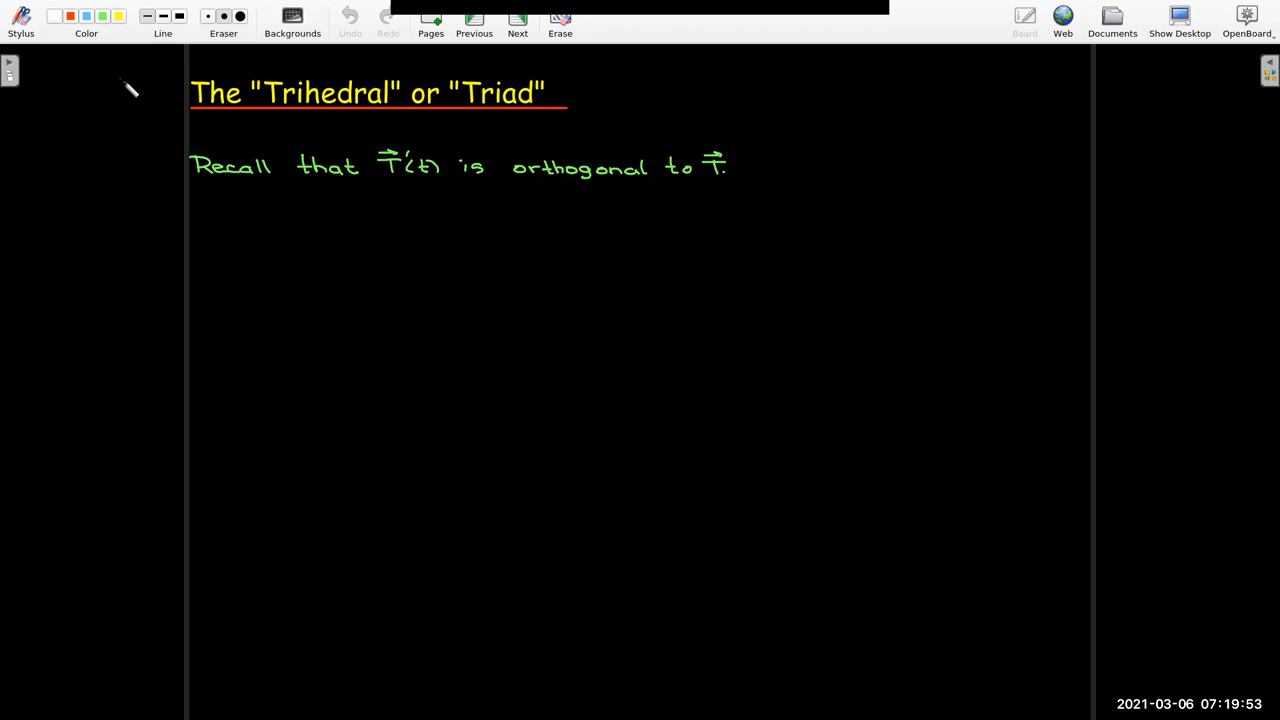 Stylus Color Line Eraser Backgrounds Undo Redo Pages Previous Next Erase Board Web Documents Show Desktop OpenBoard
The "Trihedral" or "Triad"
Recall that T⃗'(t) is orthogonal to T⃗.
2021-03-06 07:19:53